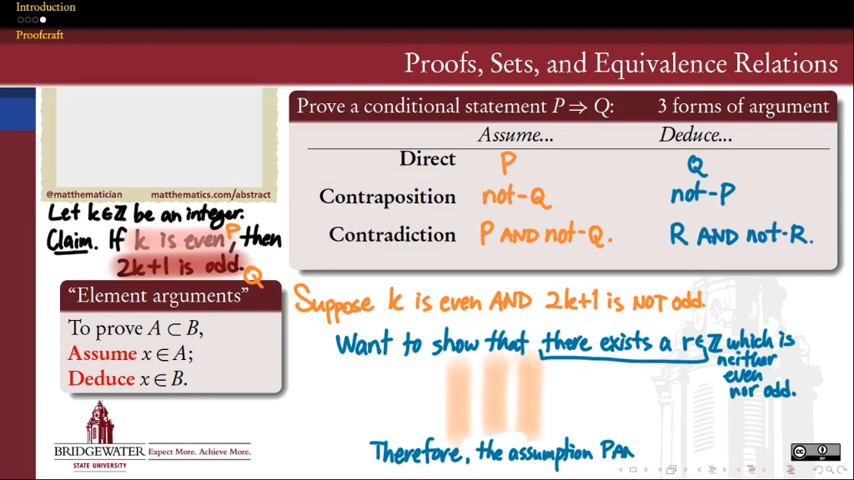 Introduction
Proofcraft
Proofs, Sets, and Equivalence Relations
Prove a conditional statement P ⇒ Q: 3 forms of argument
Assume... Deduce...
Direct P Q
Contraposition not-Q not-P
Contradiction P AND not-Q. R AND not-R.
@matthematician matthematics.com/abstract
Let k∈ℤ be an integer.
Claim. If k is even, then
P
2k+1 is odd.
Q
"Element arguments"
To prove A ⊂ B,
Assume x ∈ A;
Deduce x ∈ B.
Suppose k is even AND 2k+1 is NOT odd.
Want to show that there exists a r∈ℤ which is
neither
even
nor odd.
Therefore, the assumption P
BRIDGEWATER
STATE UNIVERSITY
Expect More. Achieve More.
cc BY